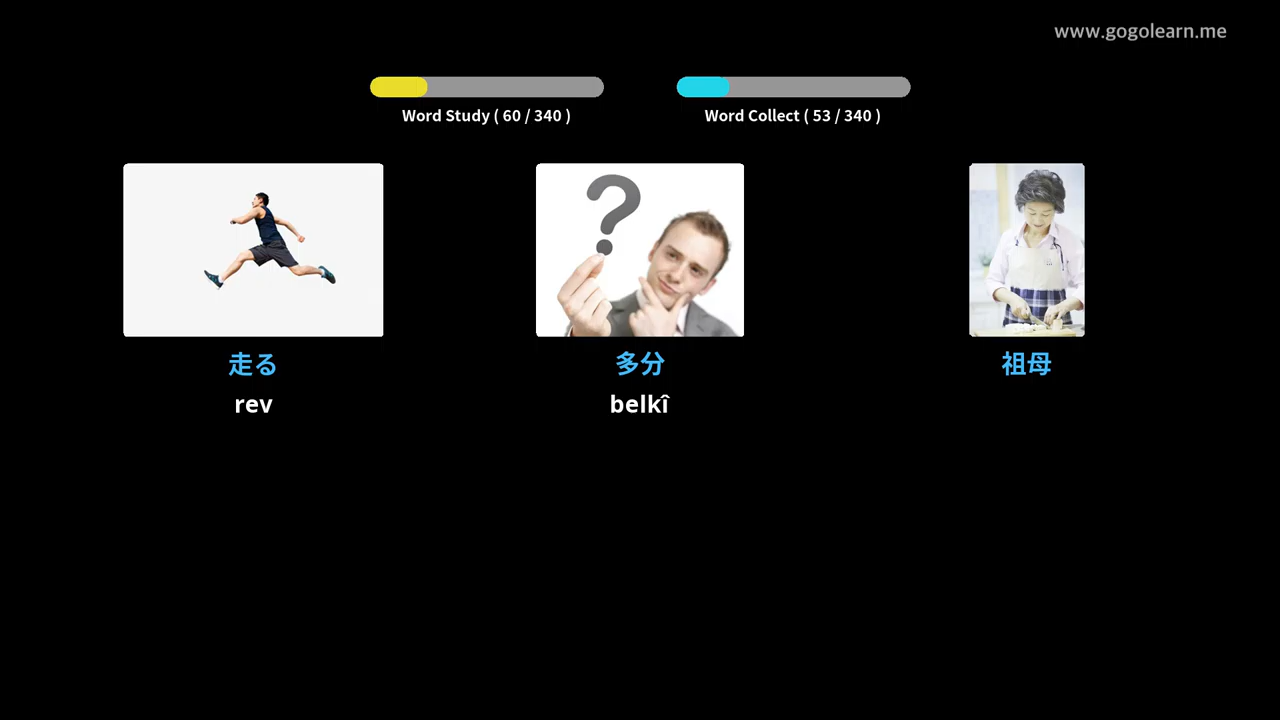 www.gogolearn.me
Word Study ( 60 / 340 )
Word Collect ( 53 / 340 )
走る
多分
祖母
rev
belkî